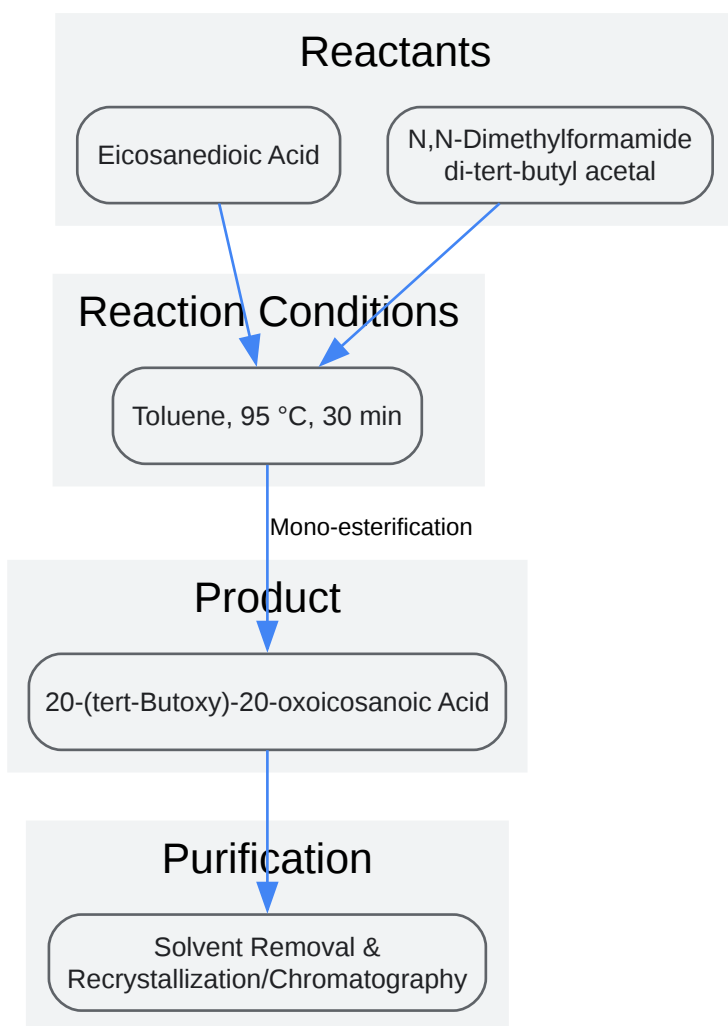 Reactants
Eicosanedioic Acid
N,N-Dimethylformamide
di-tert-butyl acetal
Reaction Conditions
Toluene, 95 °C, 30 min
Mono-esterification
Product
20-(tert-Butoxy)-20-oxoicosanoic Acid
Purification
Solvent Removal &
Recrystallization/Chromatography